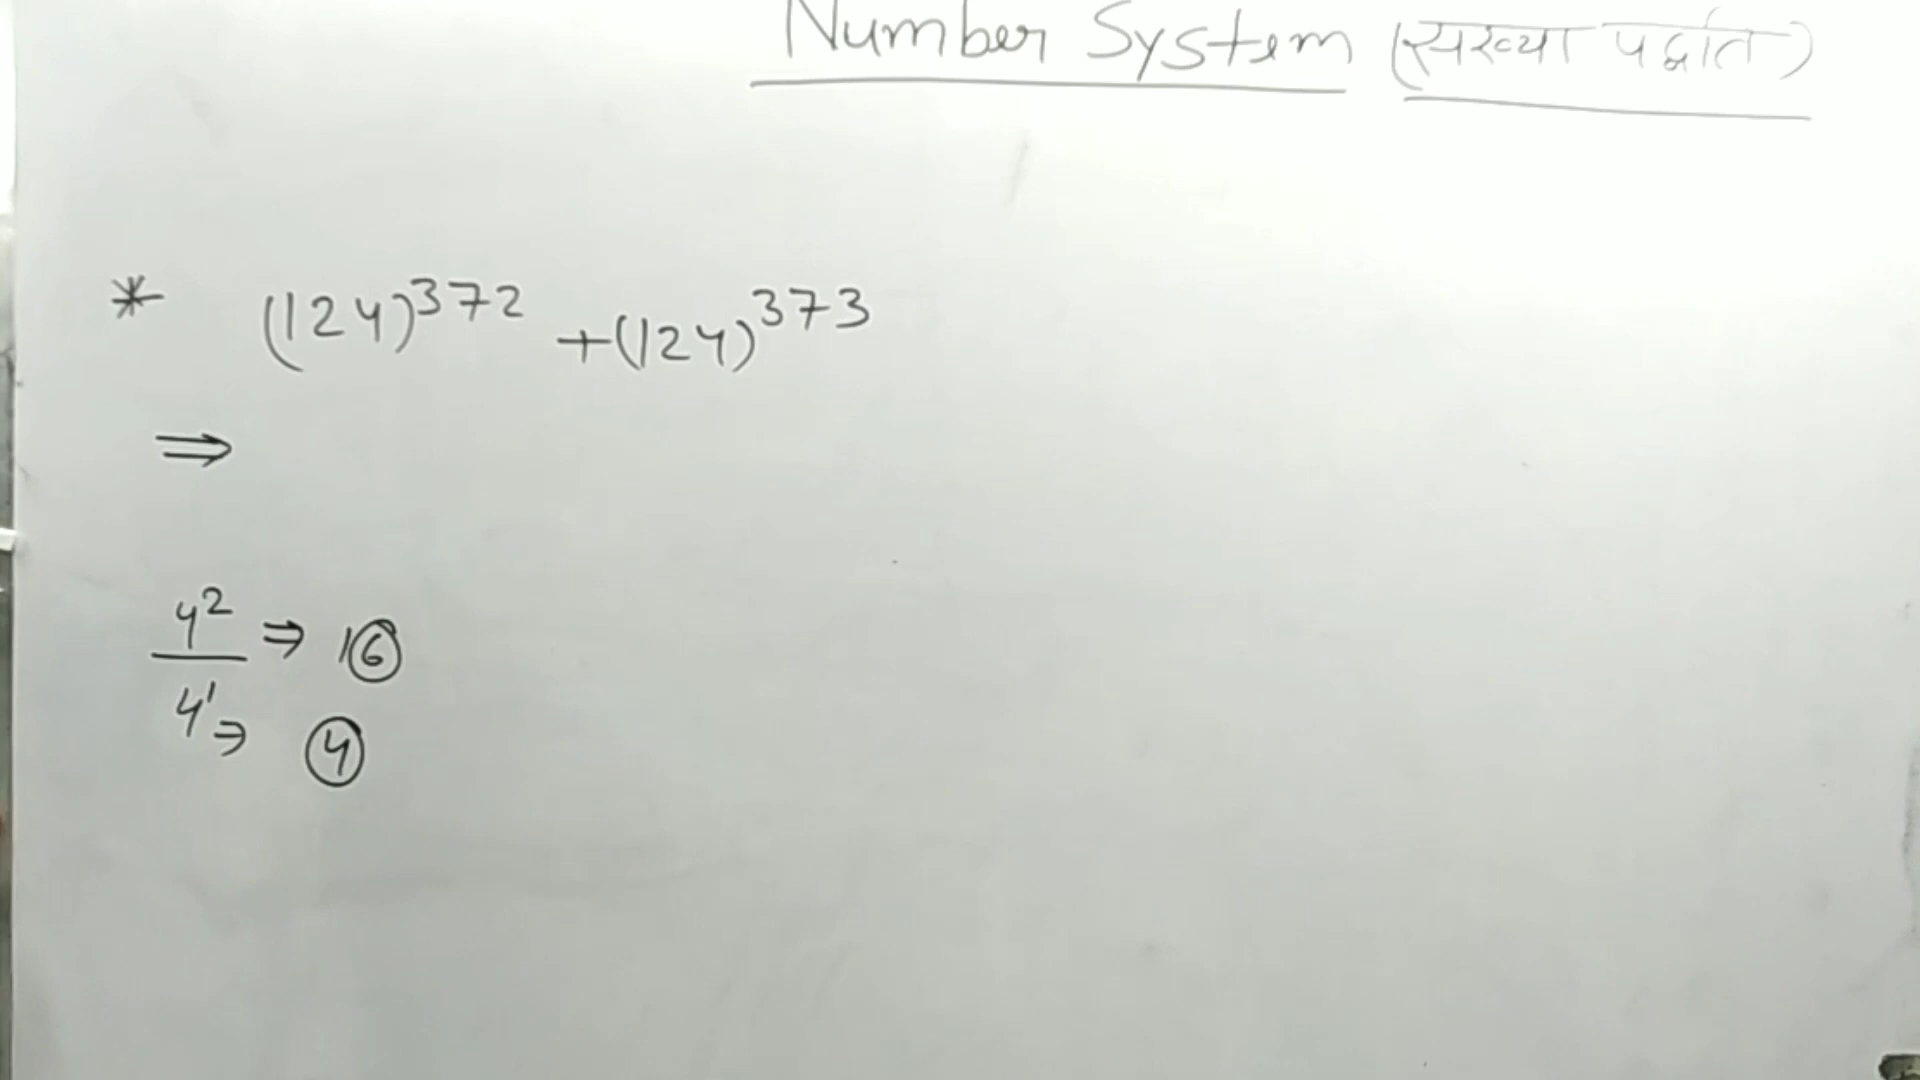 Number System (संख्या पद्धति)
* (124)^372 + (124)^373
⇒
4^2 ⇒ 16
4^1 ⇒ 4